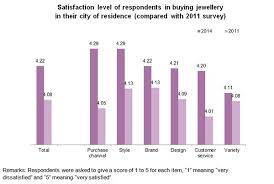 Satisfaction level of respondents in buying jewellery
in their city of residence (compared with 2011 survey)
2014 2011
4.22 4.08
4.29 4.05
4.29 4.13
4.22 4.13
4.21 4.09
4.20 4.01
4.11 4.08
Total Purchase channel Style Brand Design Customer service Variety
Remarks: Respondents were asked to give a score of 1 to 5 for each item, "1" meaning "very
dissatisfied" and "5" meaning "very satisfied"